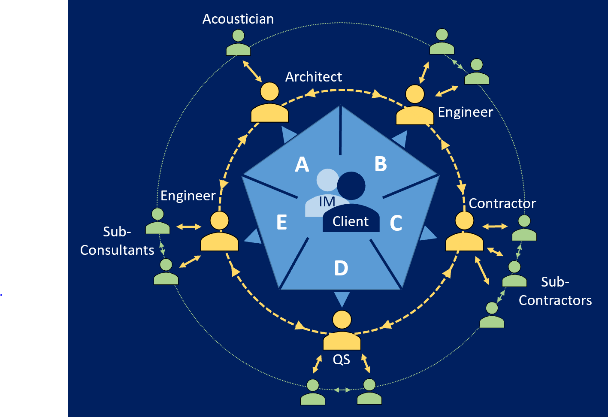 Acoustician
Architect
Engineer
A
B
Engineer
IM
Contractor
E
Client
C
Sub-
Consultants
D
Sub-
Contractors
QS